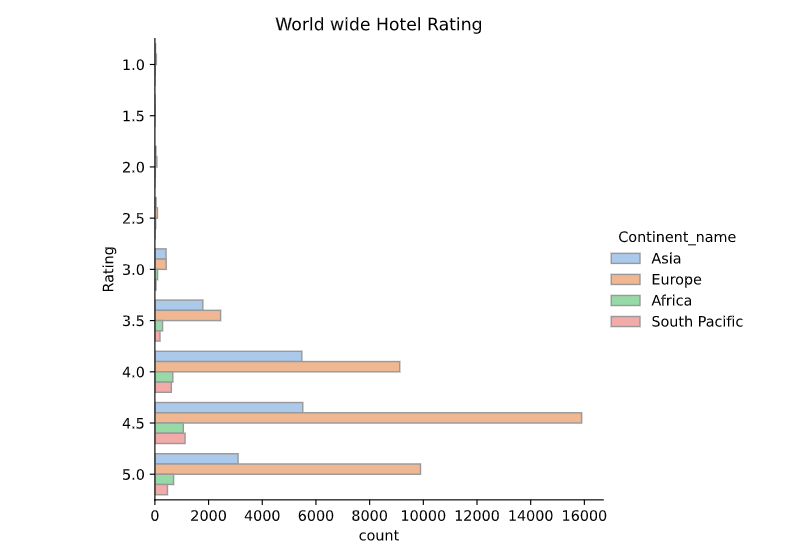 World wide Hotel Rating
Rating
1.0
1.5
2.0
2.5
3.0
3.5
4.0
4.5
5.0
0 2000 4000 6000 8000 10000 12000 14000 16000
count
Continent_name
Asia
Europe
Africa
South Pacific